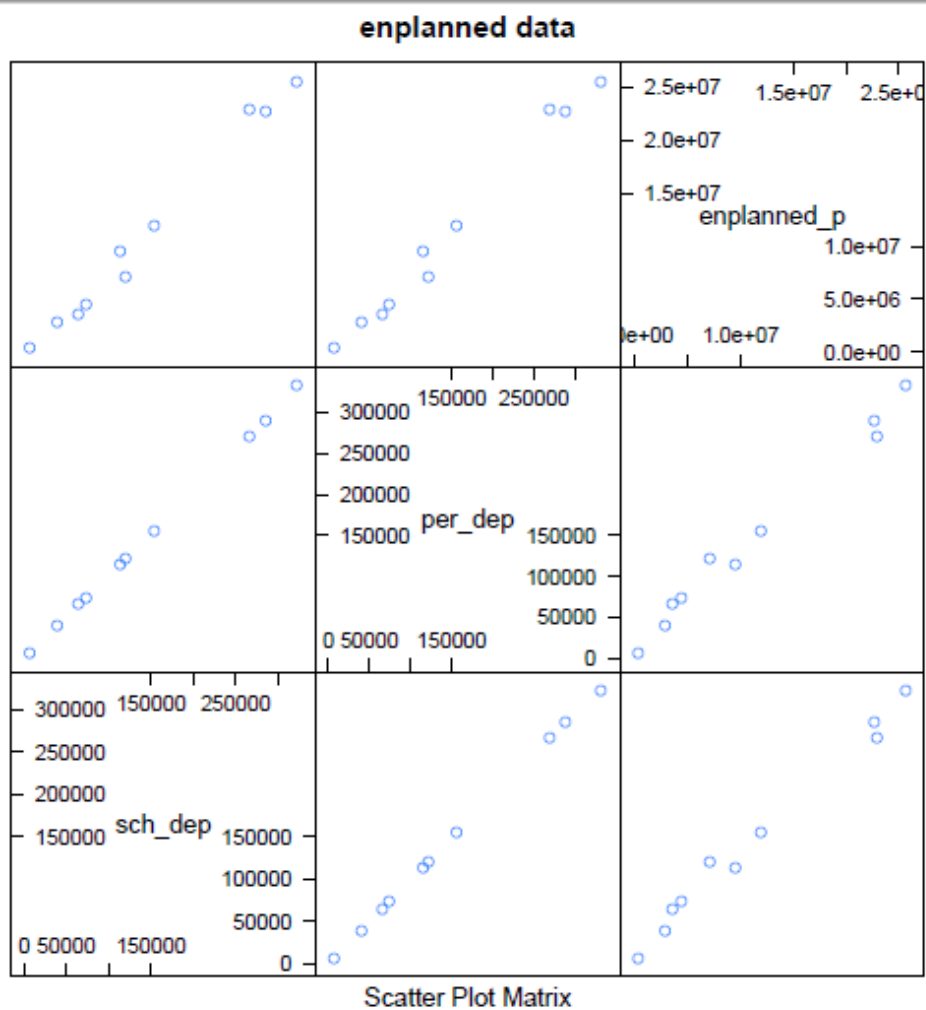 enplanned data
2.5e+07 1.5e+07 2.5e+0
2.0e+07
1.5e+07
enplanned_p
1.0e+07
5.0e+06
0e+00 1.0e+07 0.0e+00
300000 150000 250000
250000
200000
150000 per_dep 150000
100000
50000
0 50000 150000 0
300000 150000 250000
250000
200000
150000 sch_dep 150000
100000
50000
0 50000 150000 0
Scatter Plot Matrix